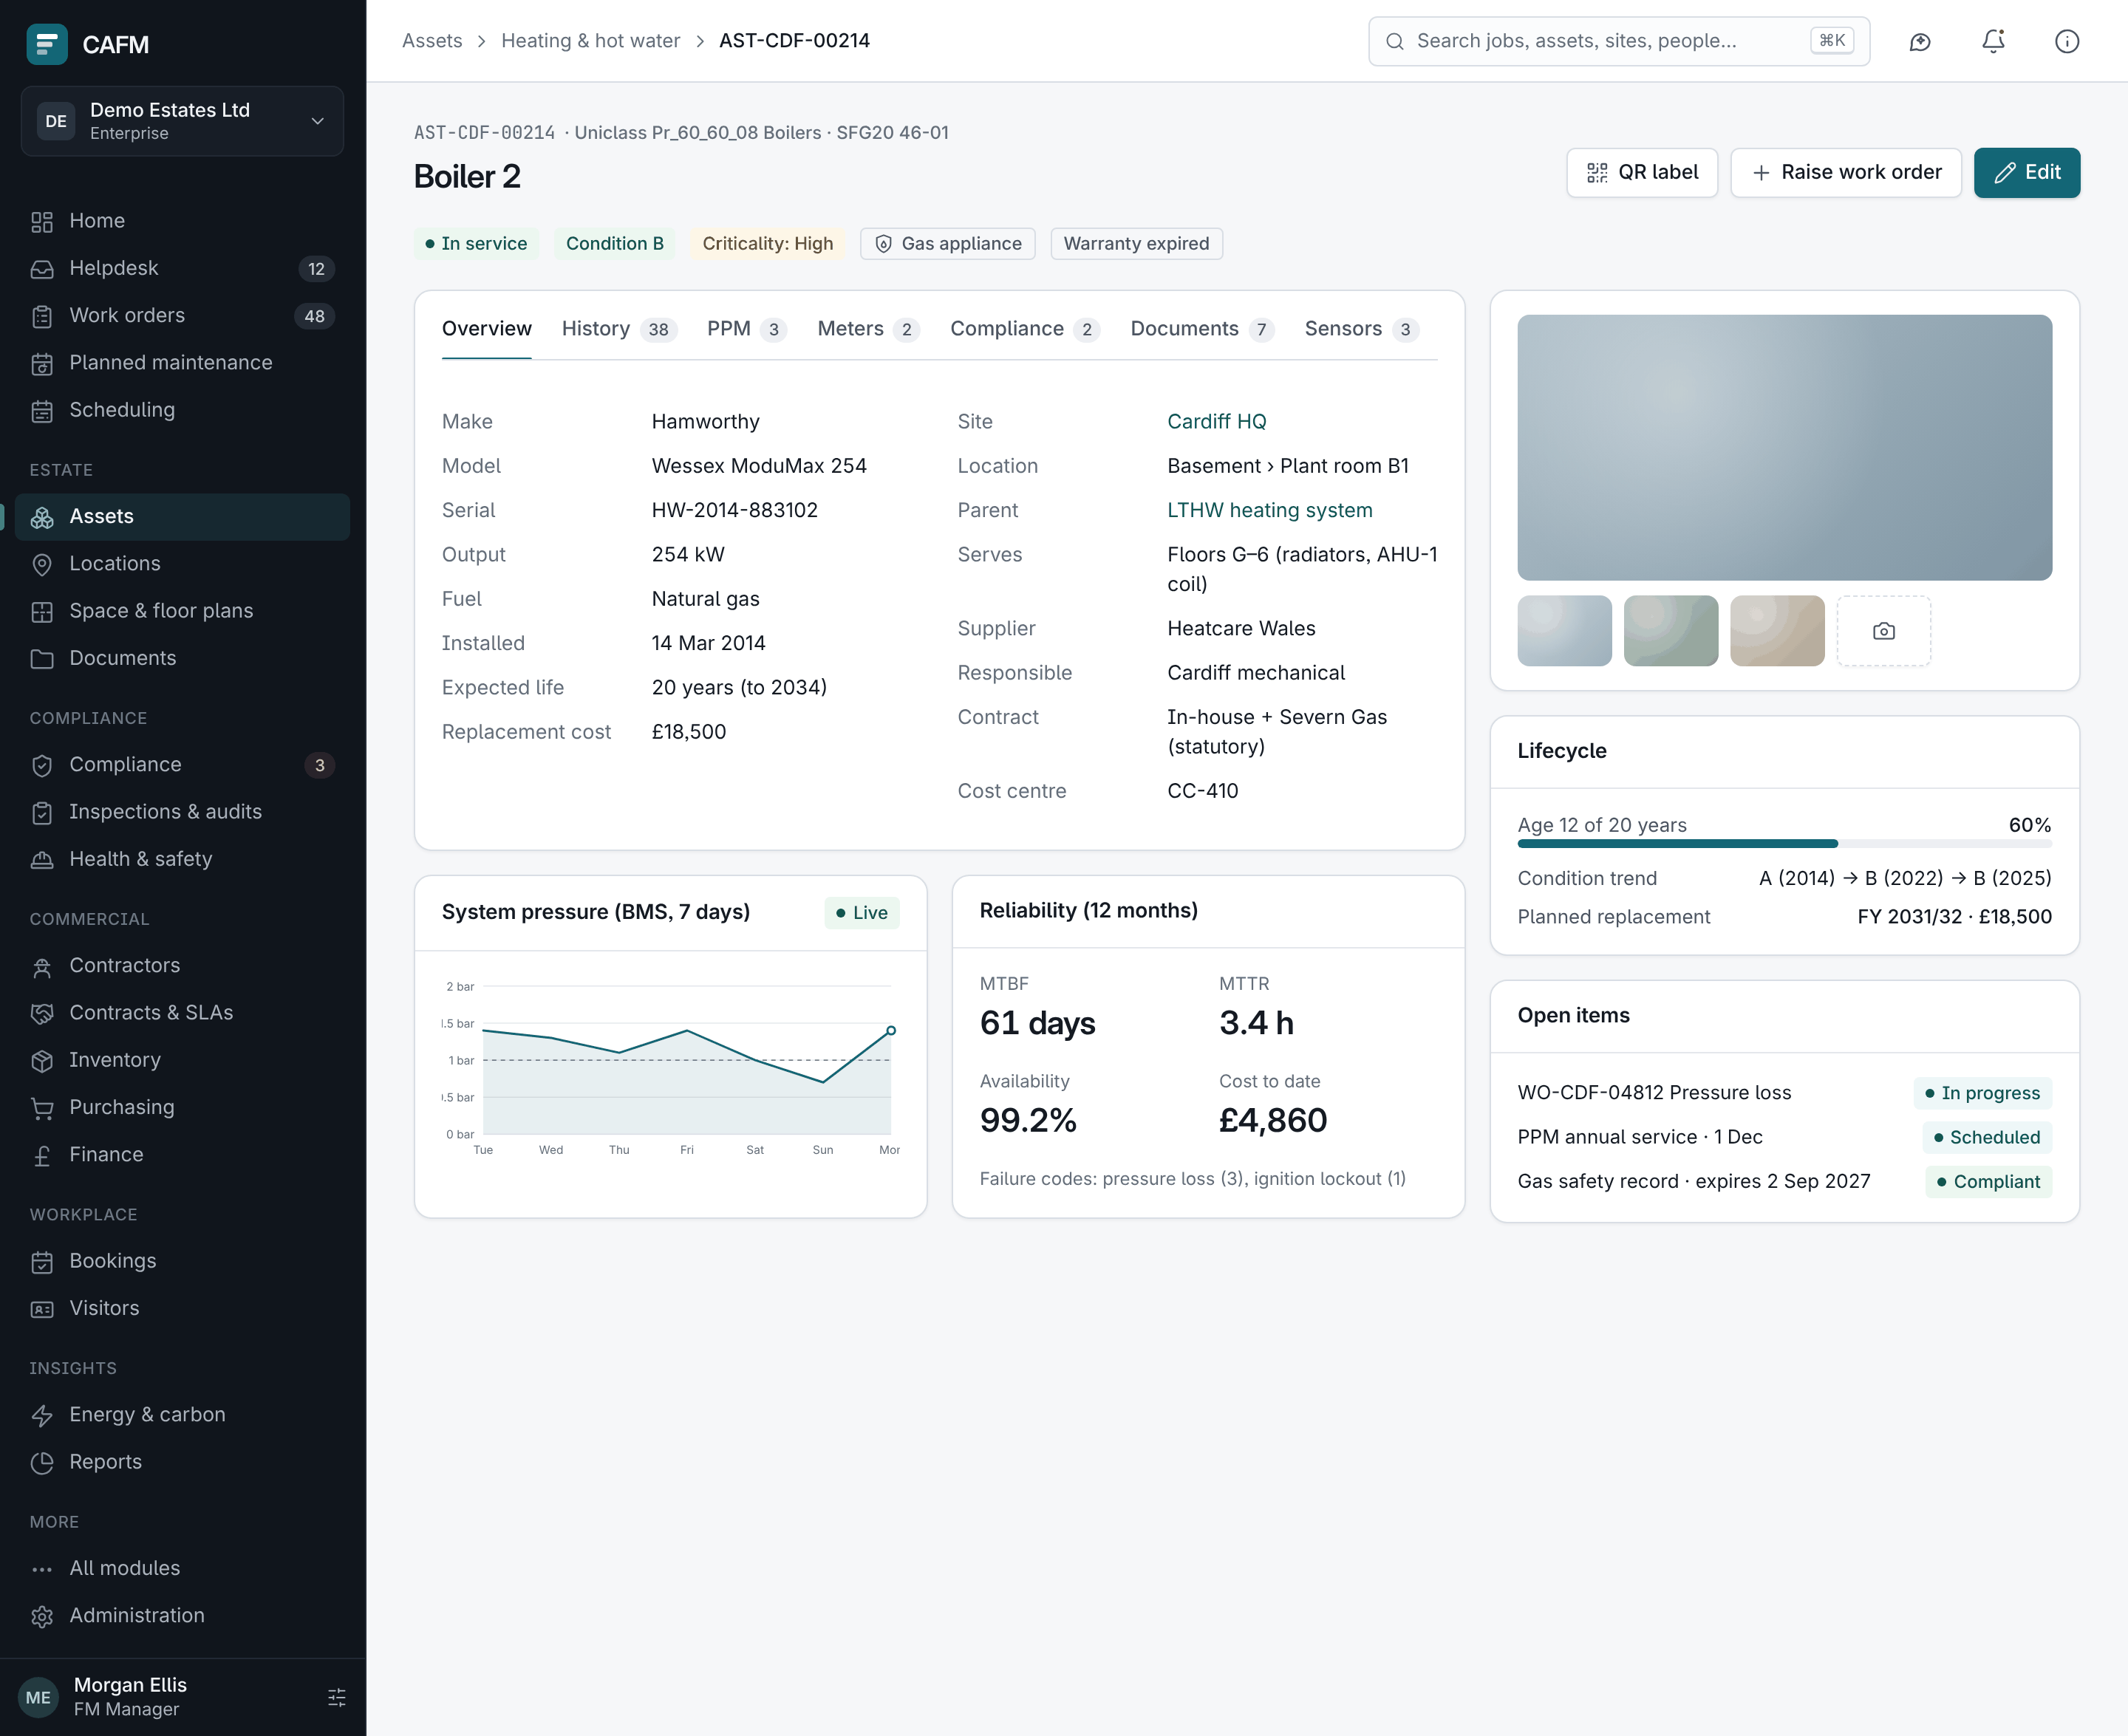 CAFM
DE
Demo Estates Ltd
Enterprise
Home
Helpdesk 12
Work orders 48
Planned maintenance
Scheduling
ESTATE
Assets
Locations
Space & floor plans
Documents
COMPLIANCE
Compliance 3
Inspections & audits
Health & safety
COMMERCIAL
Contractors
Contracts & SLAs
Inventory
Purchasing
Finance
WORKPLACE
Bookings
Visitors
INSIGHTS
Energy & carbon
Reports
MORE
All modules
Administration
ME
Morgan Ellis
FM Manager
Assets > Heating & hot water > AST-CDF-00214
Search jobs, assets, sites, people... ⌘K
AST-CDF-00214 · Uniclass Pr_60_60_08 Boilers · SFG20 46-01
Boiler 2
QR label
Raise work order
Edit
In service
Condition B
Criticality: High
Gas appliance
Warranty expired
Overview
History 38
PPM 3
Meters 2
Compliance 2
Documents 7
Sensors 3
Make Hamworthy
Model Wessex ModuMax 254
Serial HW-2014-883102
Output 254 kW
Fuel Natural gas
Installed 14 Mar 2014
Expected life 20 years (to 2034)
Replacement cost £18,500
Site Cardiff HQ
Location Basement › Plant room B1
Parent LTHW heating system
Serves Floors G–6 (radiators, AHU-1
coil)
Supplier Heatcare Wales
Responsible Cardiff mechanical
Contract In-house + Severn Gas
(statutory)
Cost centre CC-410
System pressure (BMS, 7 days)
Live
2 bar
.5 bar
1 bar
.5 bar
0 bar
Tue Wed Thu Fri Sat Sun Mor
Reliability (12 months)
MTBF
61 days
MTTR
3.4 h
Availability
99.2%
Cost to date
£4,860
Failure codes: pressure loss (3), ignition lockout (1)
Lifecycle
Age 12 of 20 years 60%
Condition trend A (2014) → B (2022) → B (2025)
Planned replacement FY 2031/32 · £18,500
Open items
WO-CDF-04812 Pressure loss In progress
PPM annual service · 1 Dec Scheduled
Gas safety record · expires 2 Sep 2027 Compliant